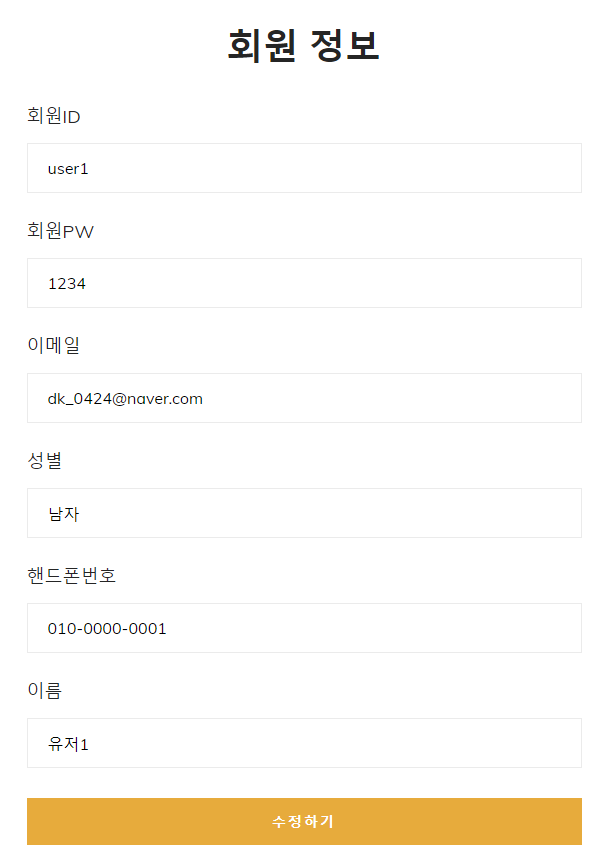 회원 정보
회원ID
user1
회원PW
1234
이메일
dk_0424@naver.com
성별
남자
핸드폰번호
010-0000-0001
이름
유저1
수정하기